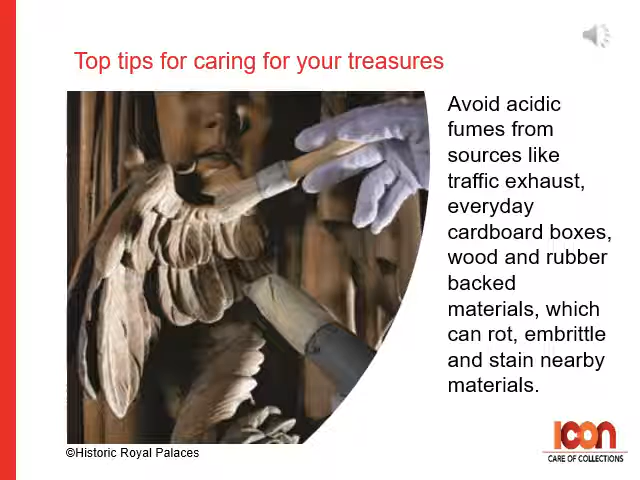 Top tips for caring for your treasures
Avoid acidic
fumes from
sources like
traffic exhaust,
everyday
cardboard boxes,
wood and rubber
backed
materials, which
can rot, embrittle
and stain nearby
materials.
©Historic Royal Palaces
Icon
CARE OF COLLECTIONS